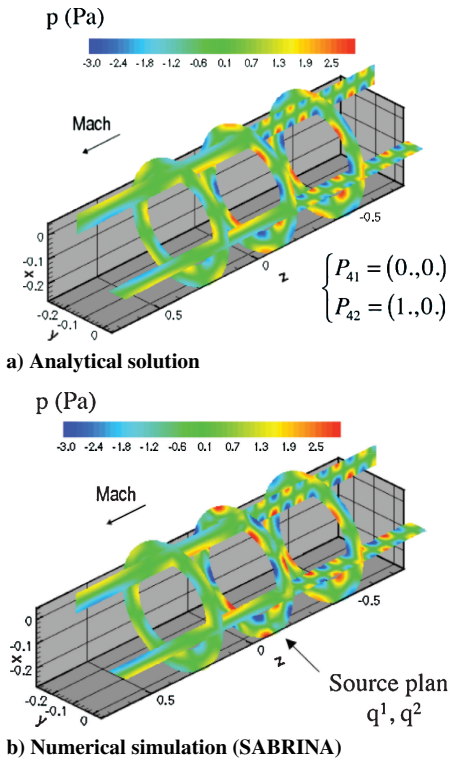 p (Pa)
-3.0 -2.4 -1.8 -1.2 -0.6 0.1 0.7 1.3 1.9 2.5
Mach
0
-0.1
x
-0.2
-0.2
-0.1
y
0
0.5
0
z
-0.5
P41 = (0.,0.)
P42 = (1.,0.)
a) Analytical solution
p (Pa)
-3.0 -2.4 -1.8 -1.2 -0.6 0.1 0.7 1.3 1.9 2.5
Mach
0
-0.1
x
-0.2
-0.2
-0.1
y
0
0.5
0
z
-0.5
Source plan
q¹, q²
b) Numerical simulation (SABRINA)